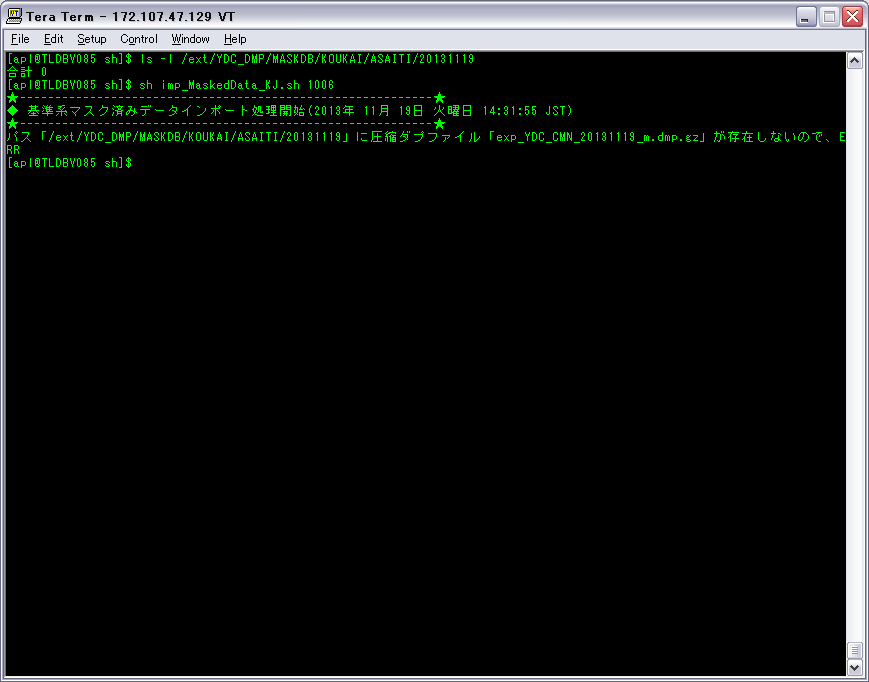 Tera Term - 172.107.47.129 VT
File Edit Setup Control Window Help
[apl@TLDBV085 sh]$ ls -l /ext/YDC_DMP/MASKDB/KOUKAI/ASAITI/20131119
合計 0
[apl@TLDBV085 sh]$ sh imp_MaskedData_KJ.sh 1006
★-----------------------------------------------------------★
◆ 基準系マスク済みデータインポート処理開始(2013年 11月 19日 火曜日 14:31:55 JST)
★-----------------------------------------------------------★
パス「/ext/YDC_DMP/MASKDB/KOUKAI/ASAITI/20131119」に圧縮ダプファイル「exp_YDC_CMN_20131119_m.dmp.gz」が存在しないので、E
RR
[apl@TLDBV085 sh]$